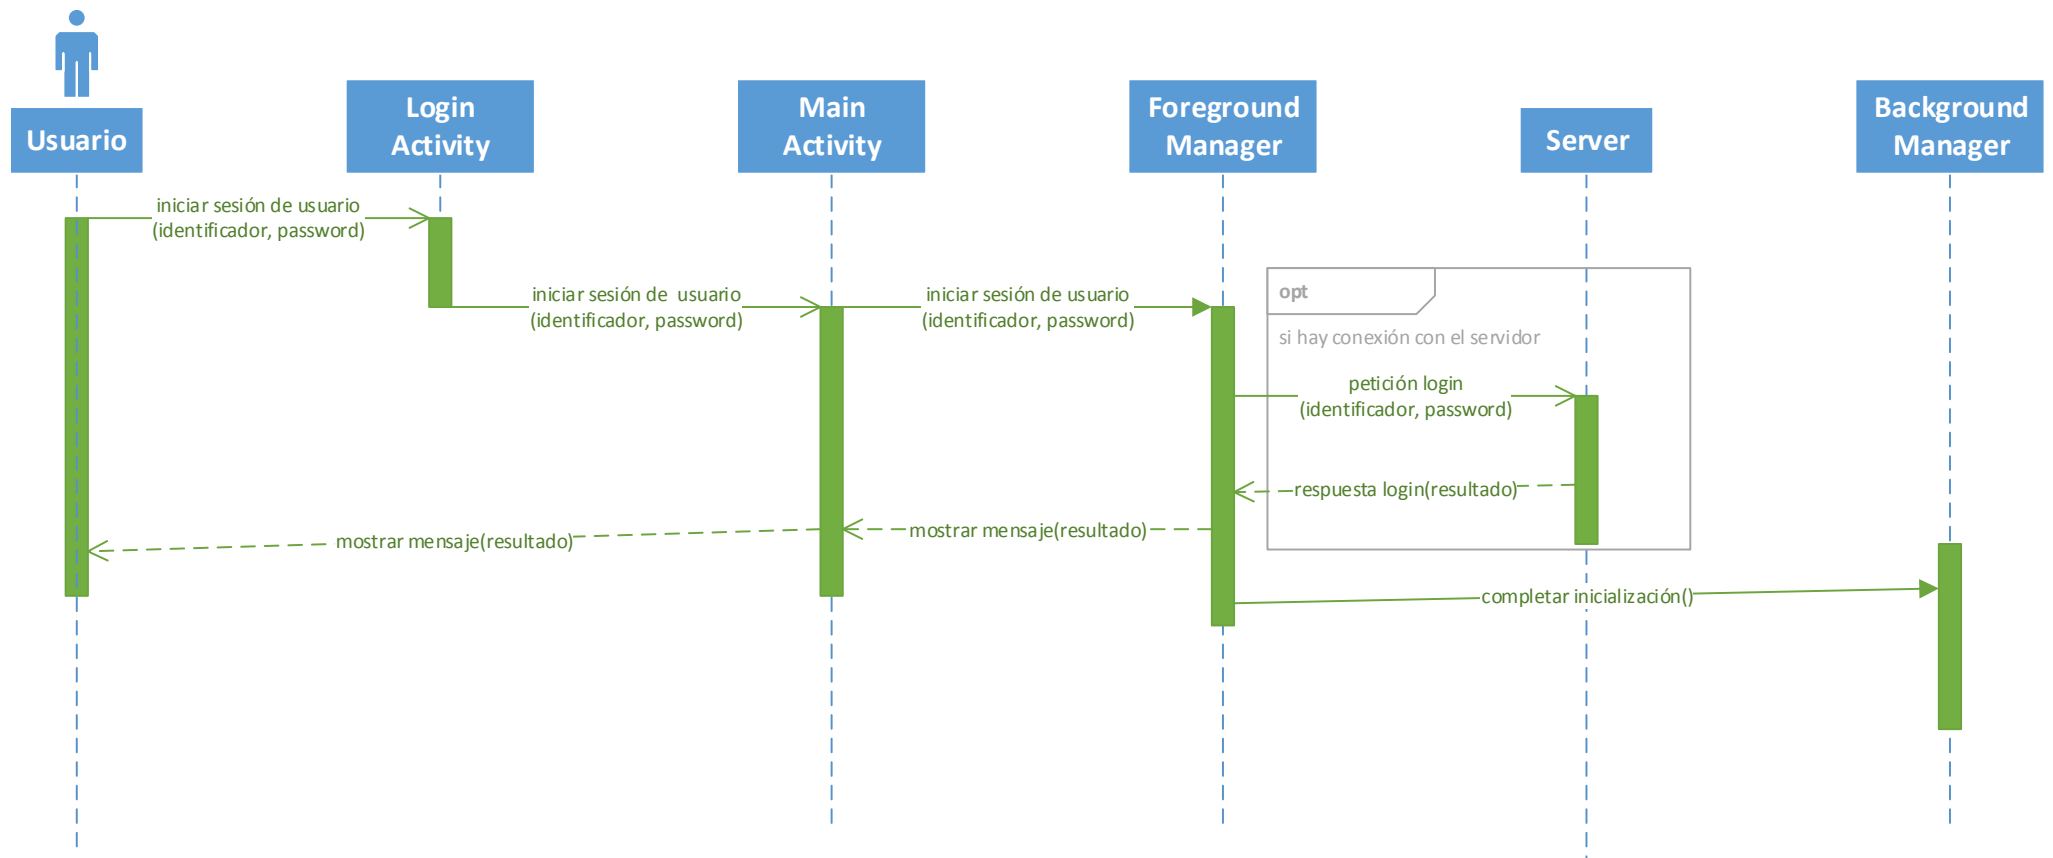 Usuario
Login
Activity
Main
Activity
Foreground
Manager
Server
Background
Manager
iniciar sesión de usuario
(identificador, password)
iniciar sesión de usuario
(identificador, password)
iniciar sesión de usuario
(identificador, password)
opt
si hay conexión con el servidor
petición login
(identificador, password)
respuesta login(resultado)
mostrar mensaje(resultado)
mostrar mensaje(resultado)
completar inicialización()